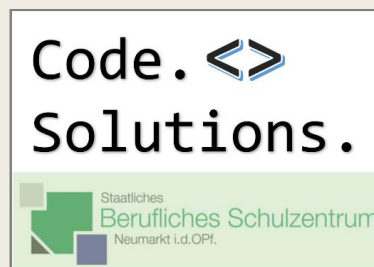 Code.<>
Solutions.
Staatliches
Berufliches Schulzentrum
Neumarkt i.d.OPf.